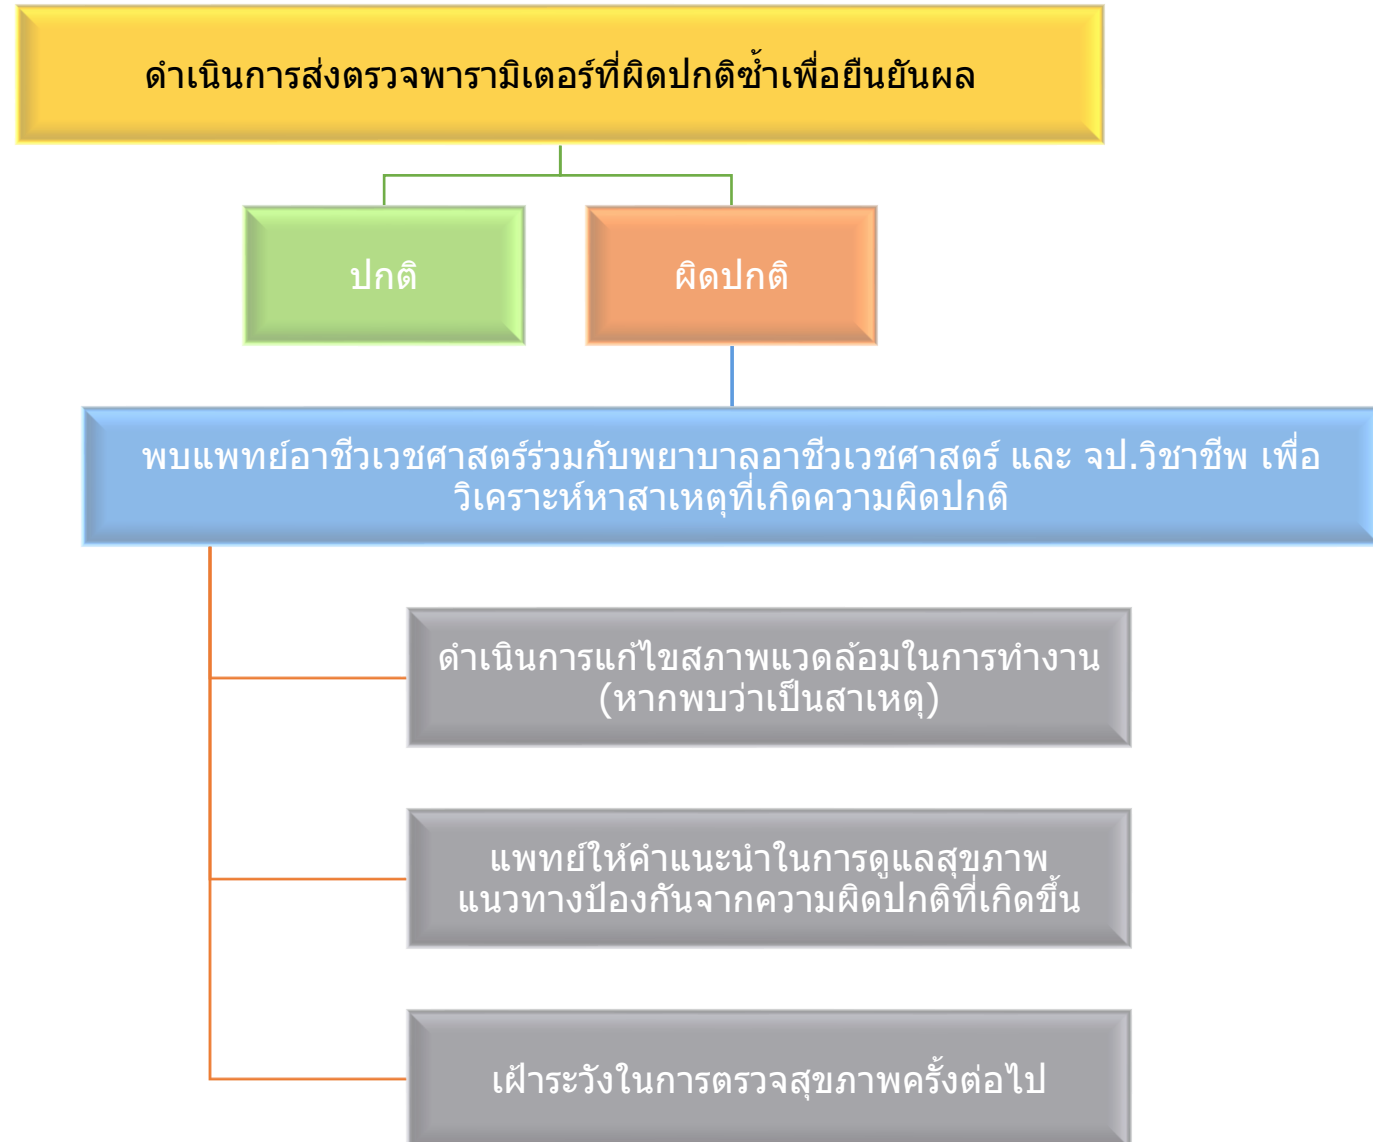 ดำเนินการส่งตรวจพารามิเตอร์ที่ผิดปกติซ้ำเพื่อยืนยันผล
ปกติ
ผิดปกติ
พบแพทย์อาชีวเวชศาสตร์ร่วมกับพยาบาลอาชีวเวชศาสตร์ และ จป.วิชาชีพ เพื่อ
วิเคราะห์หาสาเหตุที่เกิดความผิดปกติ
ดำเนินการแก้ไขสภาพแวดล้อมในการทำงาน
(หากพบว่าเป็นสาเหตุ)
แพทย์ให้คำแนะนำในการดูแลสุขภาพ
แนวทางป้องกันจากความผิดปกติที่เกิดขึ้น
เฝ้าระวังในการตรวจสุขภาพครั้งต่อไป